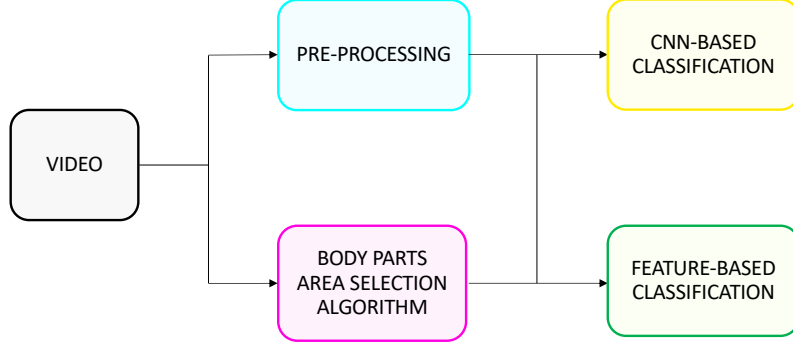 VIDEO
PRE-PROCESSING
BODY PARTS
AREA SELECTION
ALGORITHM
CNN-BASED
CLASSIFICATION
FEATURE-BASED
CLASSIFICATION